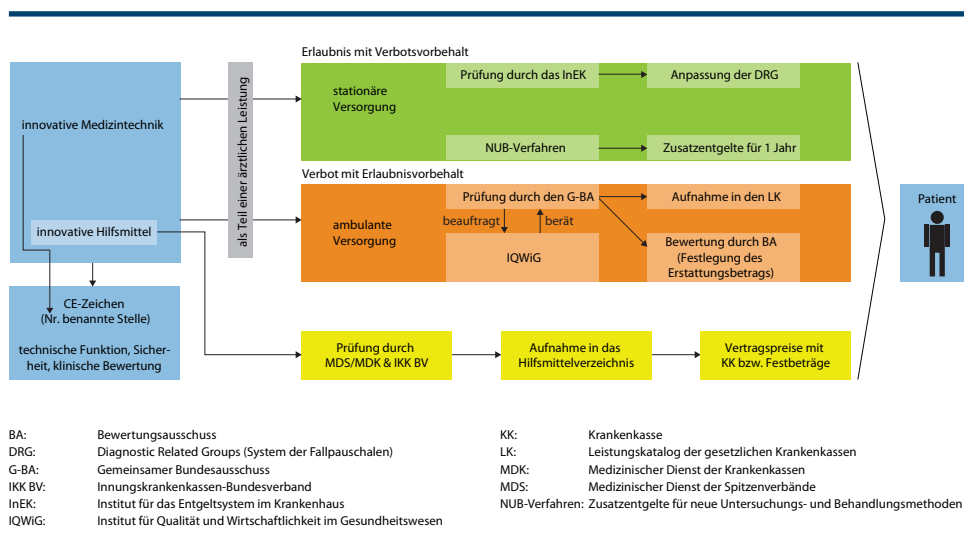 Erlaubnis mit Verbotsvorbehalt
innovative Medizintechnik
innovative Hilfsmittel
CE-Zeichen
(Nr. benannte Stelle)
technische Funktion, Sicher-
heit, klinische Bewertung
als Teil einer ärztlichen Leistung
stationäre
Versorgung
Prüfung durch das InEK
Anpassung der DRG
NUB-Verfahren
Zusatzentgelte für 1 Jahr
Verbot mit Erlaubnisvorbehalt
ambulante
Versorgung
Prüfung durch den G-BA
Aufnahme in den LK
beauftragt
berät
IQWiG
Bewertung durch BA
(Festlegung des
Erstattungsbetrags)
Prüfung durch
MDS/MDK & IKK BV
Aufnahme in das
Hilfsmittelverzeichnis
Vertragspreise mit
KK bzw. Festbeträge
Patient
BA: Bewertungsausschuss
DRG: Diagnostic Related Groups (System der Fallpauschalen)
G-BA: Gemeinsamer Bundesausschuss
IKK BV: Innungskrankenkassen-Bundesverband
InEK: Institut für das Entgeltsystem im Krankenhaus
IQWiG: Institut für Qualität und Wirtschaftlichkeit im Gesundheitswesen
KK: Krankenkasse
LK: Leistungskatalog der gesetzlichen Krankenkassen
MDK: Medizinischer Dienst der Krankenkassen
MDS: Medizinischer Dienst der Spitzenverbände
NUB-Verfahren: Zusatzentgelte für neue Untersuchungs- und Behandlungsmethoden